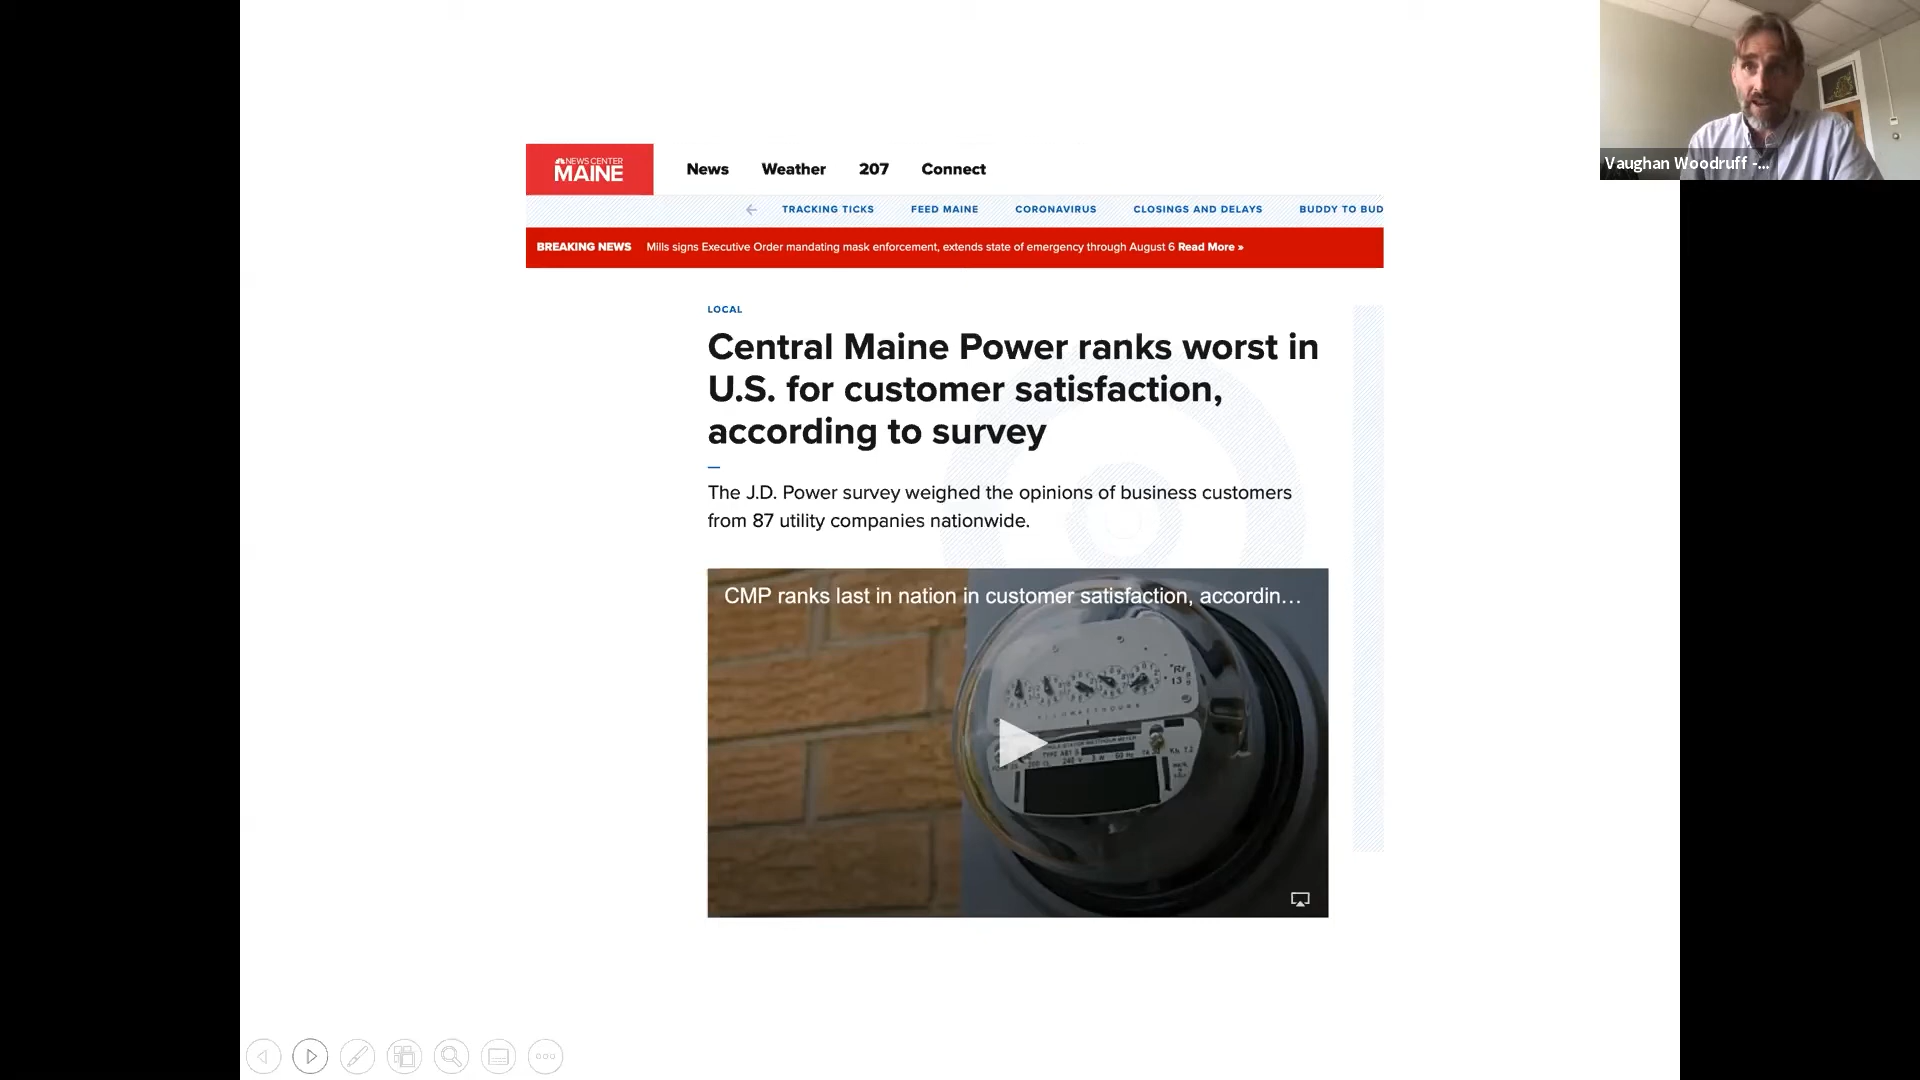 NEWS CENTER
MAINE
News Weather 207 Connect
TRACKING TICKS FEED MAINE CORONAVIRUS CLOSINGS AND DELAYS BUDDY TO BUD
BREAKING NEWS Mills signs Executive Order mandating mask enforcement, extends state of emergency through August 6 Read More »
LOCAL
Central Maine Power ranks worst in
U.S. for customer satisfaction,
according to survey
The J.D. Power survey weighed the opinions of business customers
from 87 utility companies nationwide.
CMP ranks last in nation in customer satisfaction, accordin…
Vaughan Woodruff -...